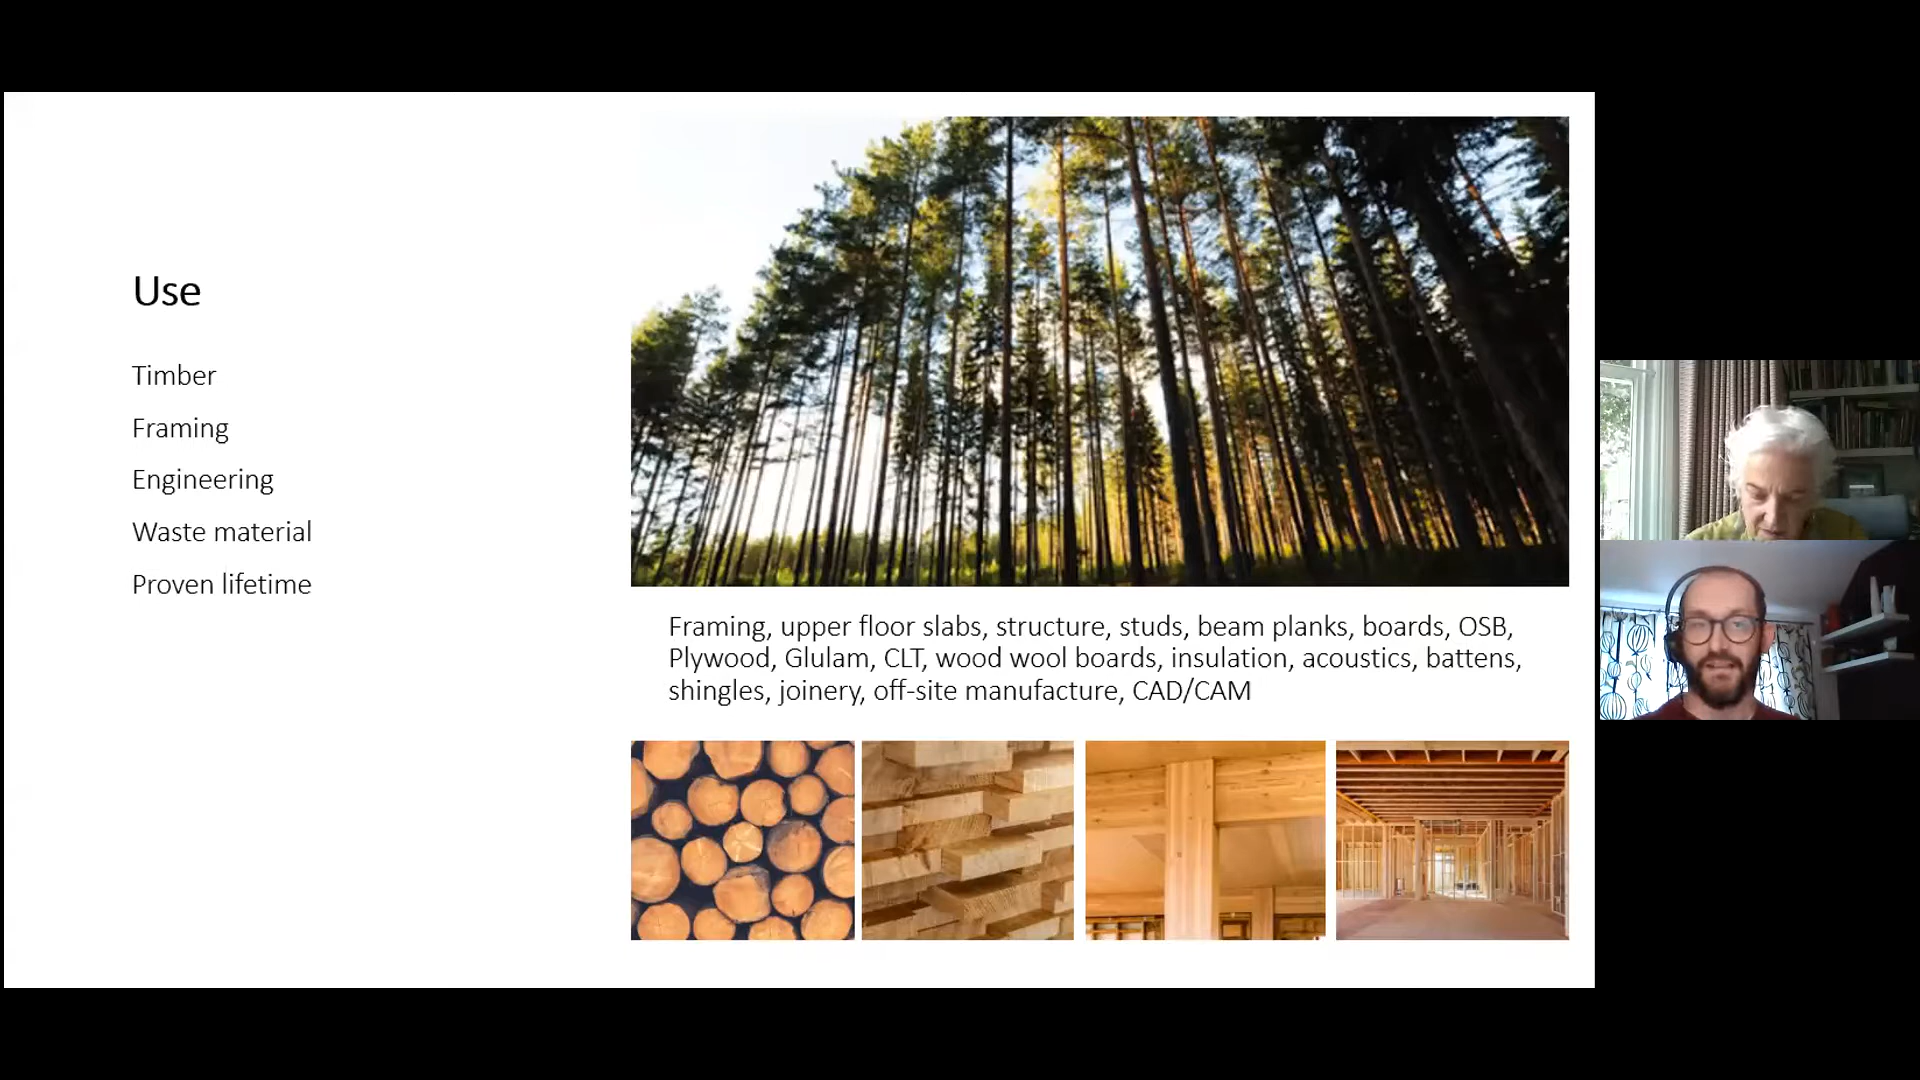 Use
Timber
Framing
Engineering
Waste material
Proven lifetime
Framing, upper floor slabs, structure, studs, beam planks, boards, OSB,
Plywood, Glulam, CLT, wood wool boards, insulation, acoustics, battens,
shingles, joinery, off-site manufacture, CAD/CAM